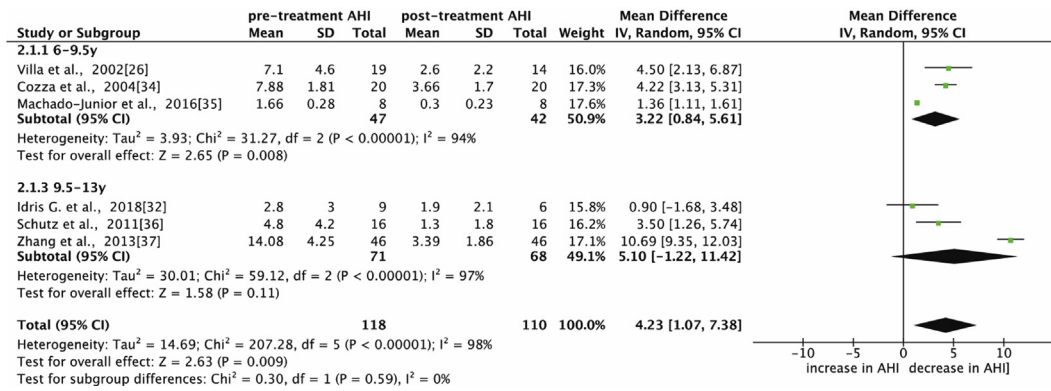 pre-treatment AHI post-treatment AHI Mean Difference Mean Difference
Study or Subgroup Mean SD Total Mean SD Total Weight IV, Random, 95% CI IV, Random, 95% CI
2.1.1 6-9.5y
Villa et al., 2002[26] 7.1 4.6 19 2.6 2.2 14 16.0% 4.50 [2.13, 6.87]
Cozza et al., 2004[34] 7.88 1.81 20 3.66 1.7 20 17.3% 4.22 [3.13, 5.31]
Machado-Junior et al., 2016[35] 1.66 0.28 8 0.3 0.23 8 17.6% 1.36 [1.11, 1.61]
Subtotal (95% CI) 47 42 50.9% 3.22 [0.84, 5.61]
Heterogeneity: Tau² = 3.93; Chi² = 31.27, df = 2 (P < 0.00001); I² = 94%
Test for overall effect: Z = 2.65 (P = 0.008)
2.1.3 9.5-13y
Idris G. et al., 2018[32] 2.8 3 9 1.9 2.1 6 15.8% 0.90 [-1.68, 3.48]
Schutz et al., 2011[36] 4.8 4.2 16 1.3 1.8 16 16.2% 3.50 [1.26, 5.74]
Zhang et al., 2013[37] 14.08 4.25 46 3.39 1.86 46 17.1% 10.69 [9.35, 12.03]
Subtotal (95% CI) 71 68 49.1% 5.10 [-1.22, 11.42]
Heterogeneity: Tau² = 30.01; Chi² = 59.12, df = 2 (P < 0.00001); I² = 97%
Test for overall effect: Z = 1.58 (P = 0.11)
Total (95% CI) 118 110 100.0% 4.23 [1.07, 7.38]
Heterogeneity: Tau² = 14.69; Chi² = 207.28, df = 5 (P < 0.00001); I² = 98%
Test for overall effect: Z = 2.63 (P = 0.009)
Test for subgroup differences: Chi² = 0.30, df = 1 (P = 0.59), I² = 0%
-10 -5 0 5 10
increase in AHI decrease in AHI]